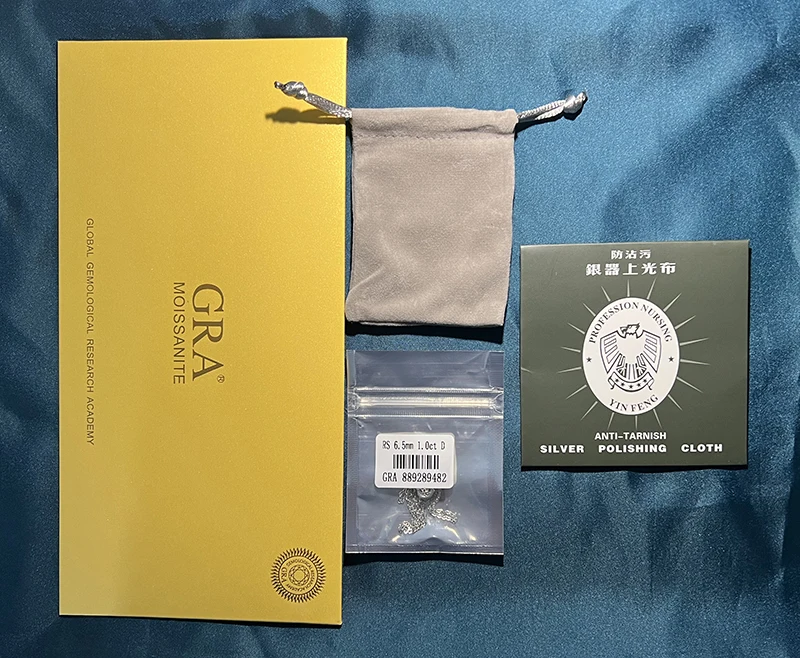 GRA®
MOISSANITE
GLOBAL GEMOLOGICAL RESEARCH ACADEMY
GRA
RS 6.5mm 1.0ct D
GRA 889289482
防沾污
銀器上光布
PROFESSION NURSING
YIN FENG
ANTI-TARNISH
SILVER POLISHING CLOTH